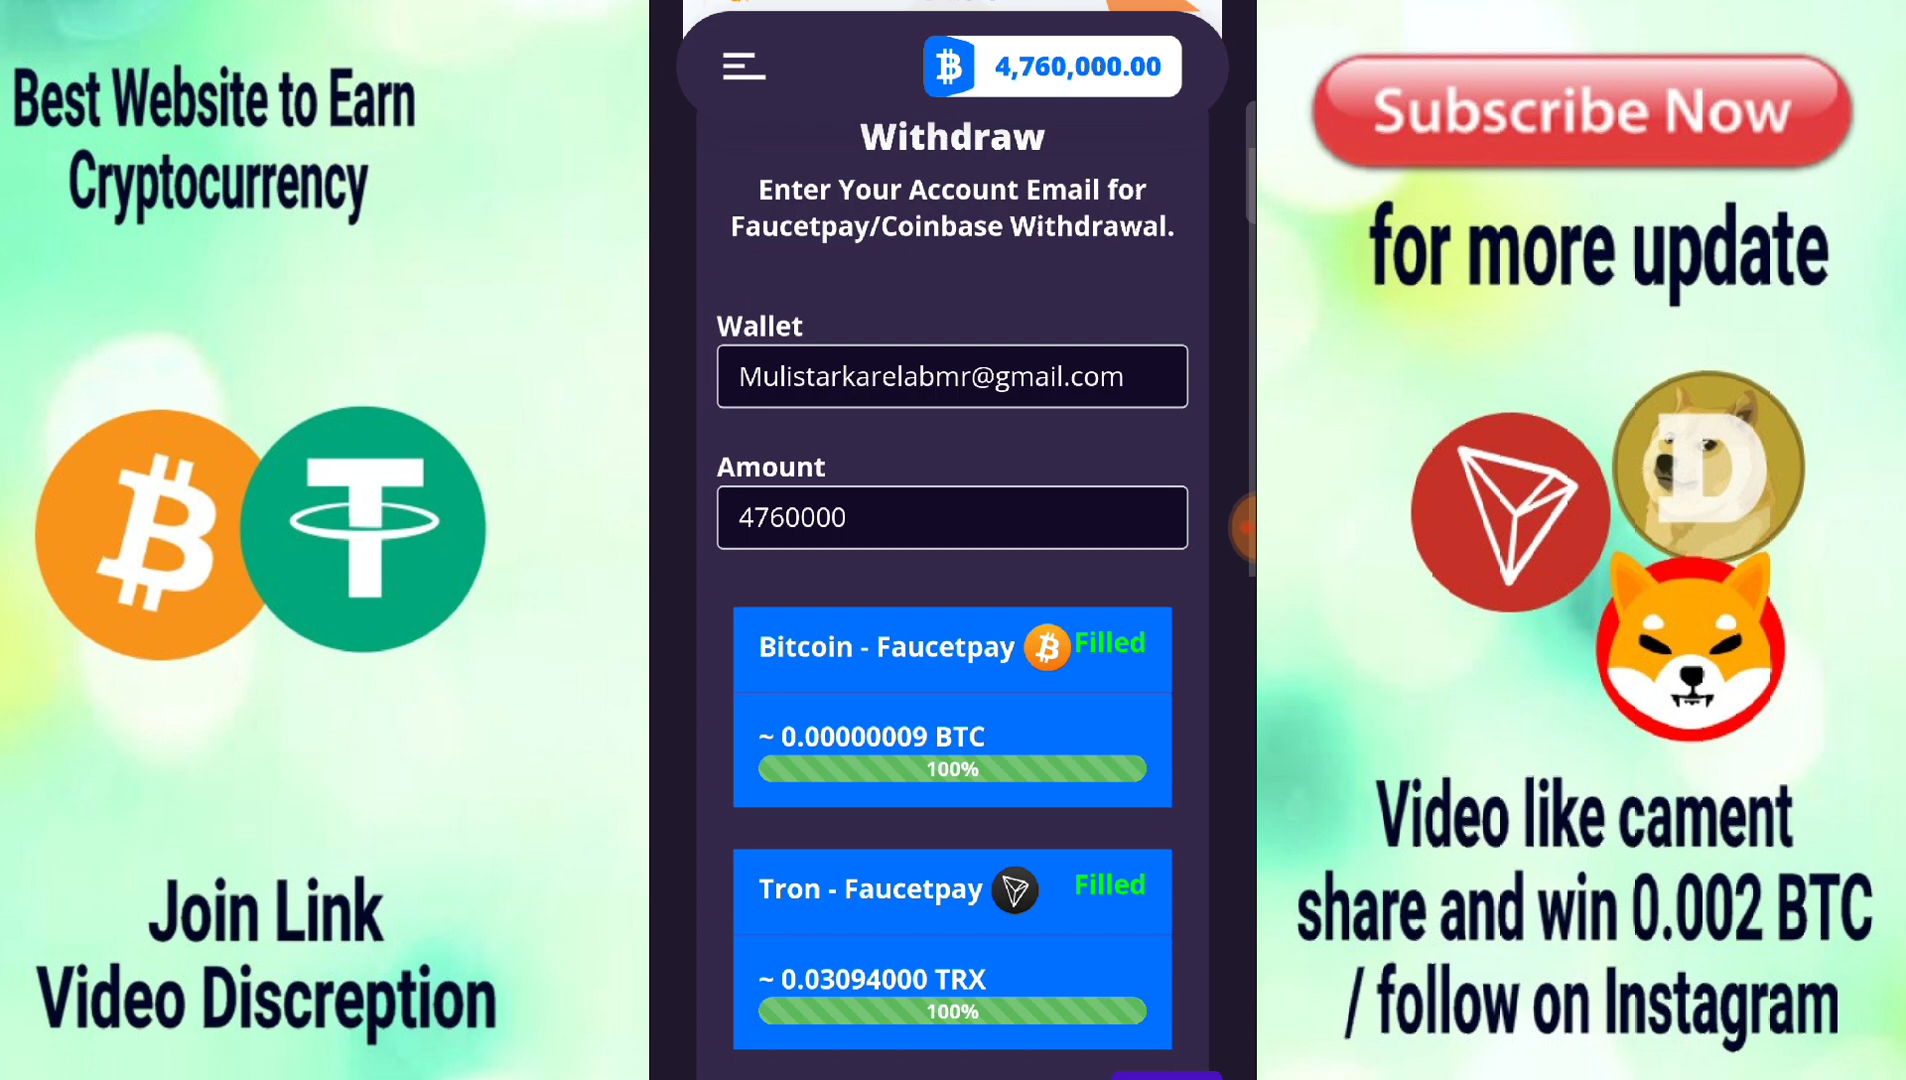 Best Website to Earn
Cryptocurrency
Join Link
Video Discreption
4,760,000.00
Withdraw
Enter Your Account Email for
Faucetpay/Coinbase Withdrawal.
Wallet
Mulistarkarelabmr@gmail.com
Amount
4760000
Bitcoin - Faucetpay Filled
~ 0.00000009 BTC
100%
Tron - Faucetpay Filled
~ 0.03094000 TRX
100%
Subscribe Now
for more update
D
Video like cament
share and win 0.002 BTC
/ follow on Instagram